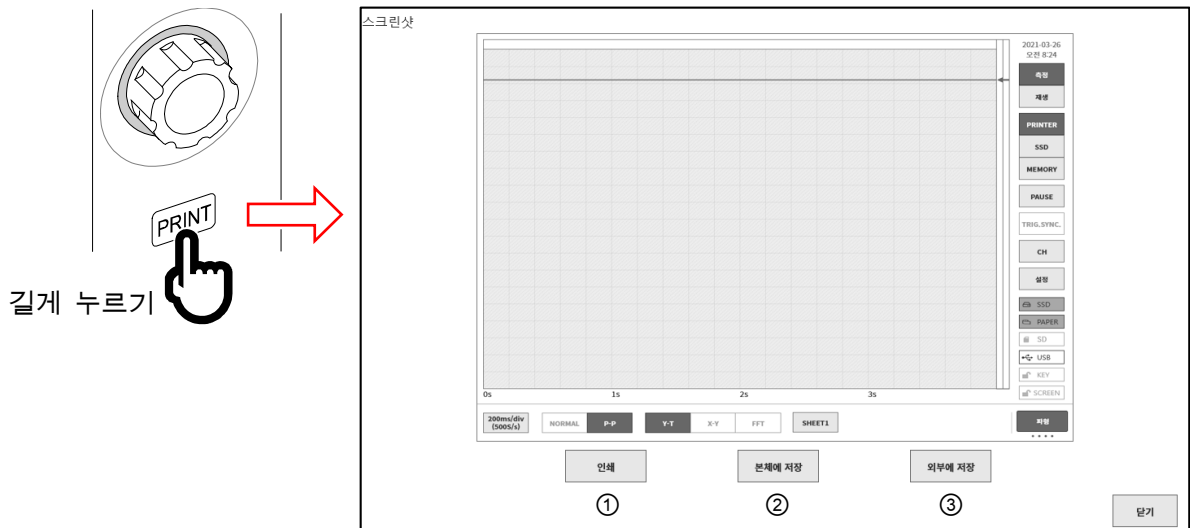 스크린샷
PRINT
길게 누르기
2021-03-26
오전 8:24
측정
재생
PRINTER
SSD
MEMORY
PAUSE
TRIG.SYNC.
CH
설정
SSD
PAPER
SD
USB
KEY
SCREEN
0s 1s 2s 3s
200ms/div
(500S/s)
NORMAL P-P Y-T X-Y FFT SHEET1 파형
인쇄 본체에 저장 외부에 저장
① ② ③
닫기